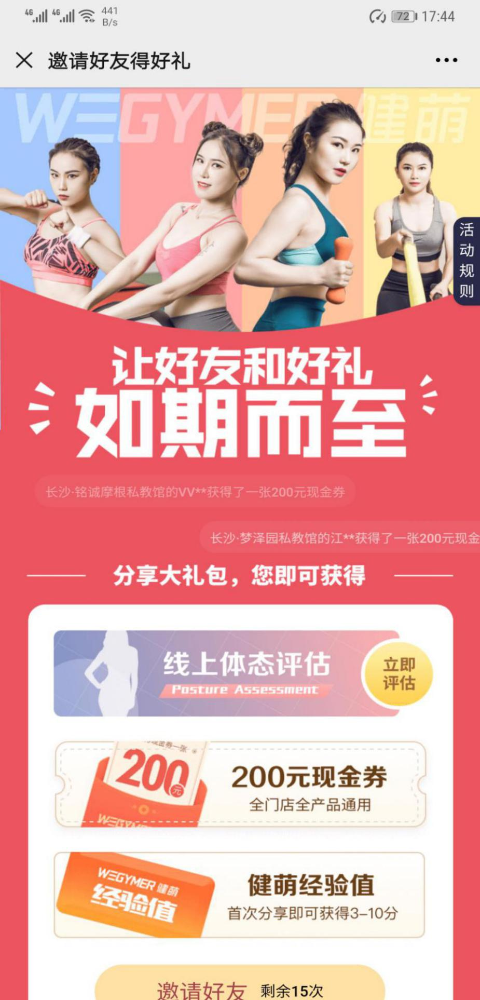 4G 4G 441
B/s
72 17:44
邀请好友得好礼
WEGYMER 健萌
活动规则
让好友和好礼
如期而至
长沙·铭诚摩根私教馆的VV**获得了一张200元现金券
长沙·梦泽园私教馆的江**获得了一张200元现金
分享大礼包，您即可获得
线上体态评估
Posture Assessment
立即
评估
现金券一张
200
元
WEGYMER
200元现金券
全门店全产品通用
WEGYMER 健萌
经验值
健萌经验值
首次分享即可获得3-10分
邀请好友 剩余15次